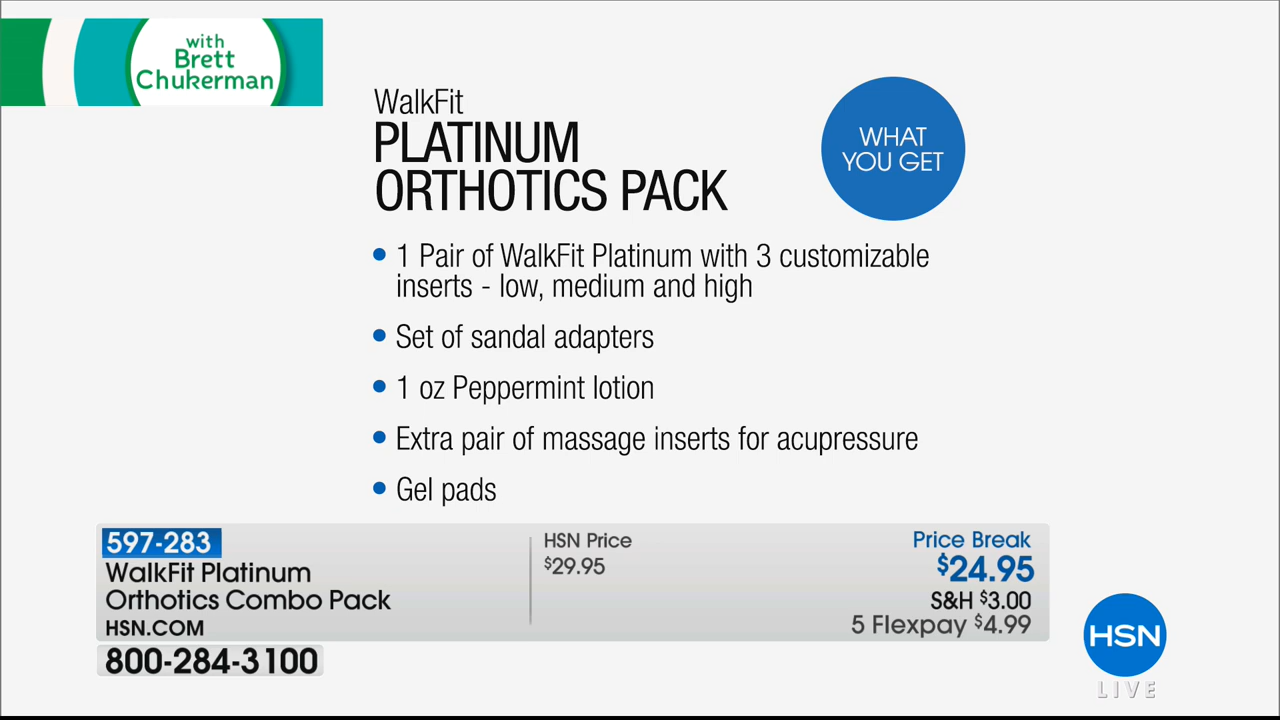 with
Brett
Chukerman
WalkFit
PLATINUM
ORTHOTICS PACK
WHAT
YOU GET
• 1 Pair of WalkFit Platinum with 3 customizable
inserts - low, medium and high
• Set of sandal adapters
• 1 oz Peppermint lotion
• Extra pair of massage inserts for acupressure
• Gel pads
597-283
WalkFit Platinum
Orthotics Combo Pack
HSN.COM
800-284-3100
HSN Price
$29.95
Price Break
$24.95
S&H $3.00
5 Flexpay $4.99
HSN
LIVE